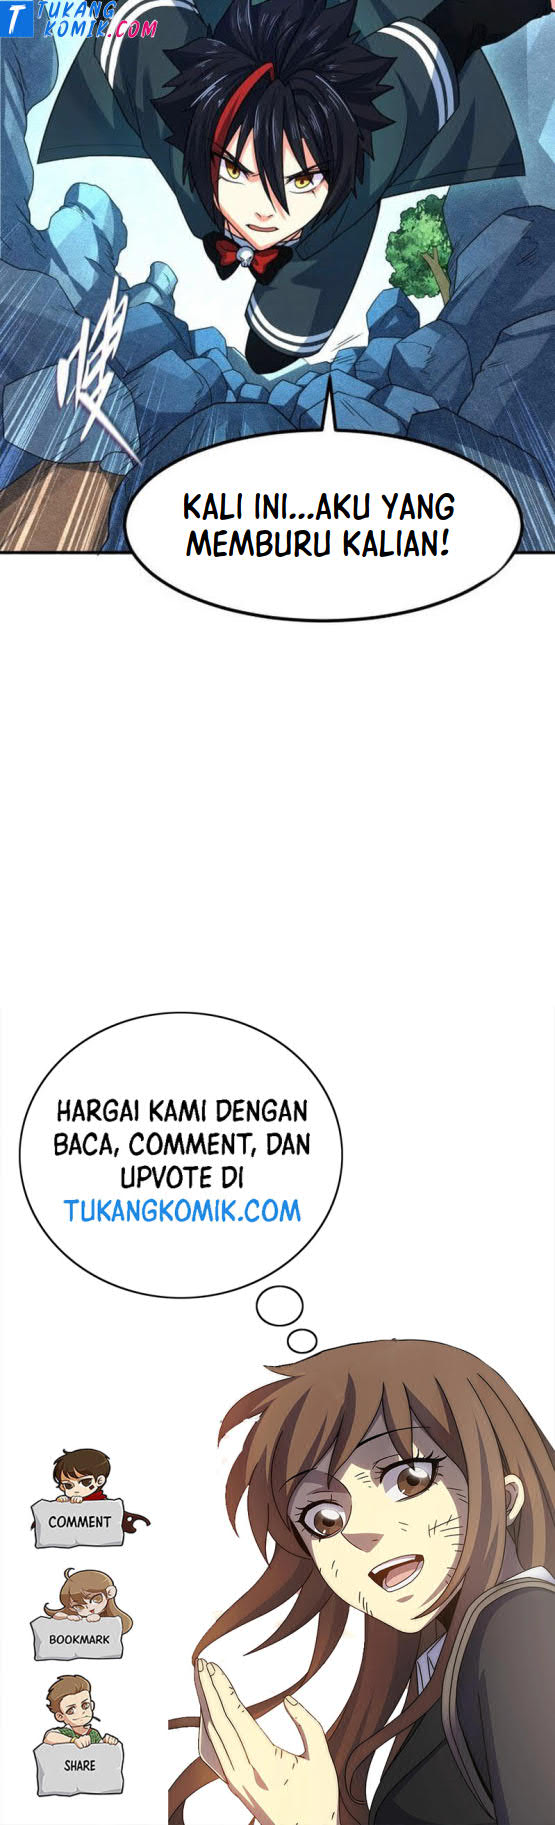 T TUKANG
KOMIK.COM
KALI INI...AKU YANG
MEMBURU KALIAN!
HARGAI KAMI DENGAN
BACA, COMMENT, DAN
UPVOTE DI
TUKANGKOMIK.COM
COMMENT
BOOKMARK
SHARE